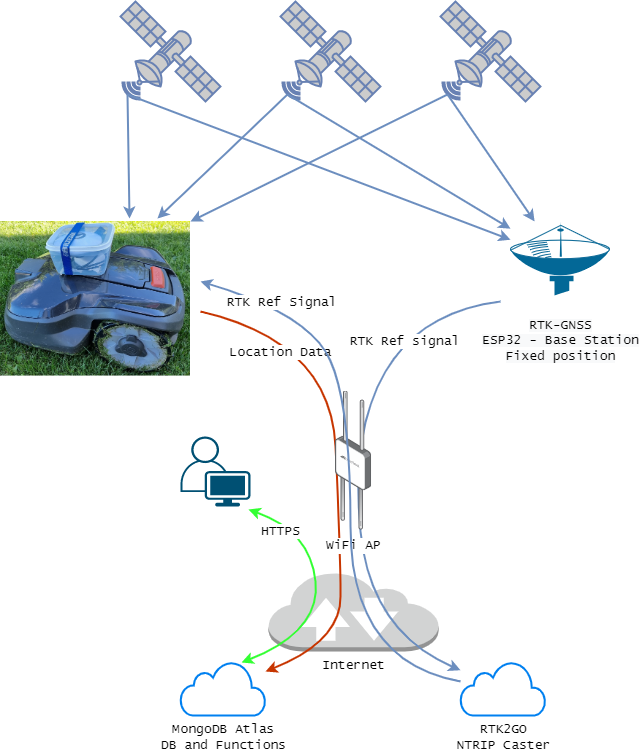 RTK Ref Signal
RTK-GNSS
ESP32 - Base Station
Fixed position
Location Data
RTK Ref signal
HTTPS
WiFi AP
Internet
MongoDB Atlas
DB and Functions
RTK2GO
NTRIP Caster